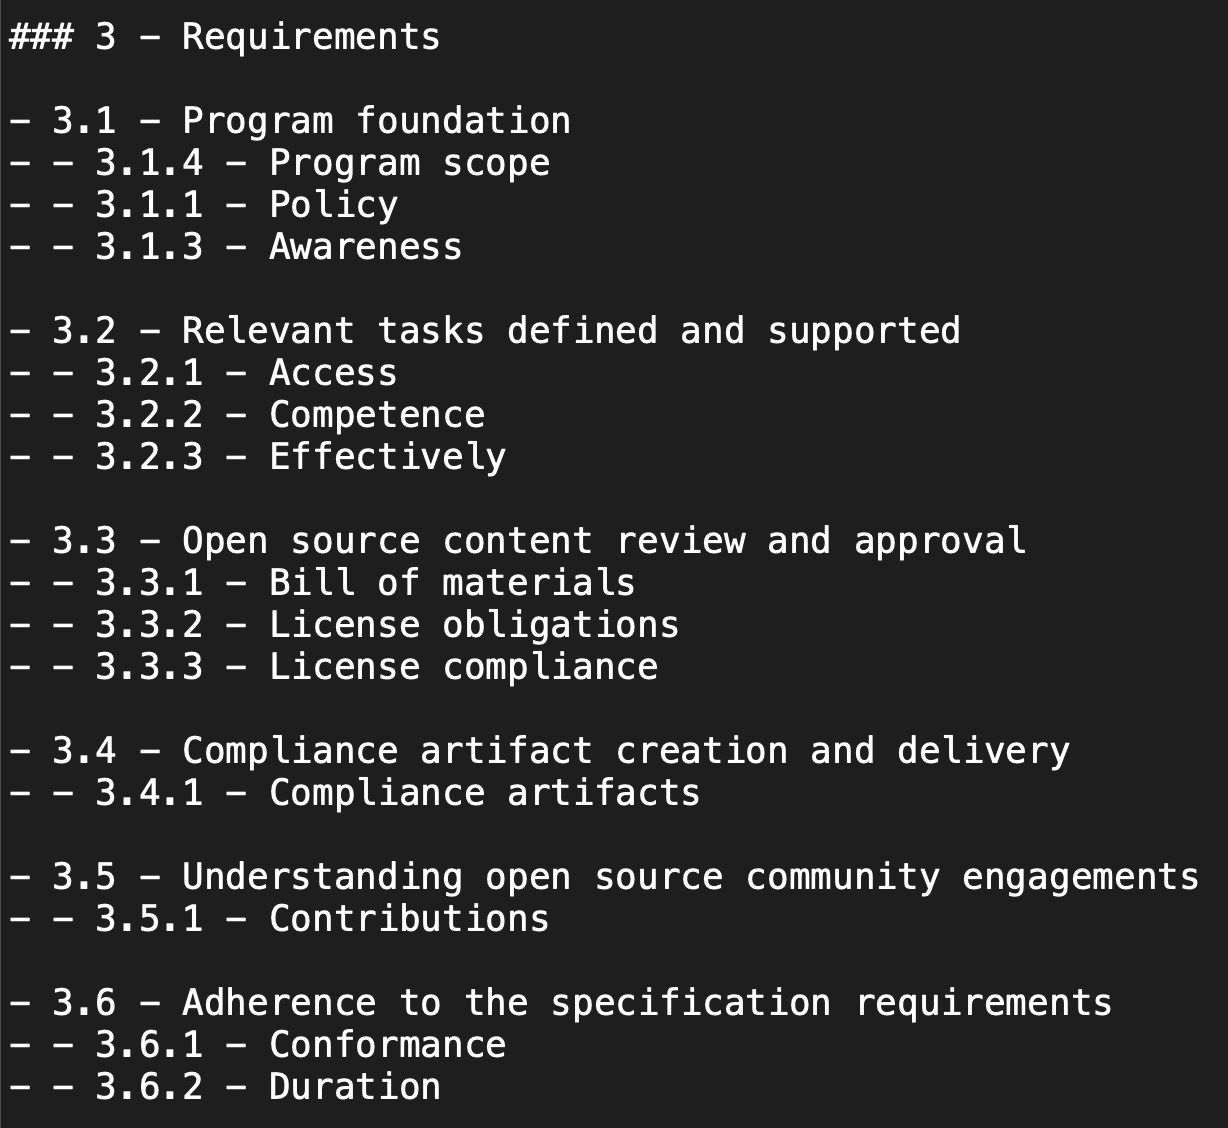 ### 3 – Requirements
– 3.1 – Program foundation
– – 3.1.4 – Program scope
– – 3.1.1 – Policy
– – 3.1.3 – Awareness
– 3.2 – Relevant tasks defined and supported
– – 3.2.1 – Access
– – 3.2.2 – Competence
– – 3.2.3 – Effectively
– 3.3 – Open source content review and approval
– – 3.3.1 – Bill of materials
– – 3.3.2 – License obligations
– – 3.3.3 – License compliance
– 3.4 – Compliance artifact creation and delivery
– – 3.4.1 – Compliance artifacts
– 3.5 – Understanding open source community engagements
– – 3.5.1 – Contributions
– 3.6 – Adherence to the specification requirements
– – 3.6.1 – Conformance
– – 3.6.2 – Duration